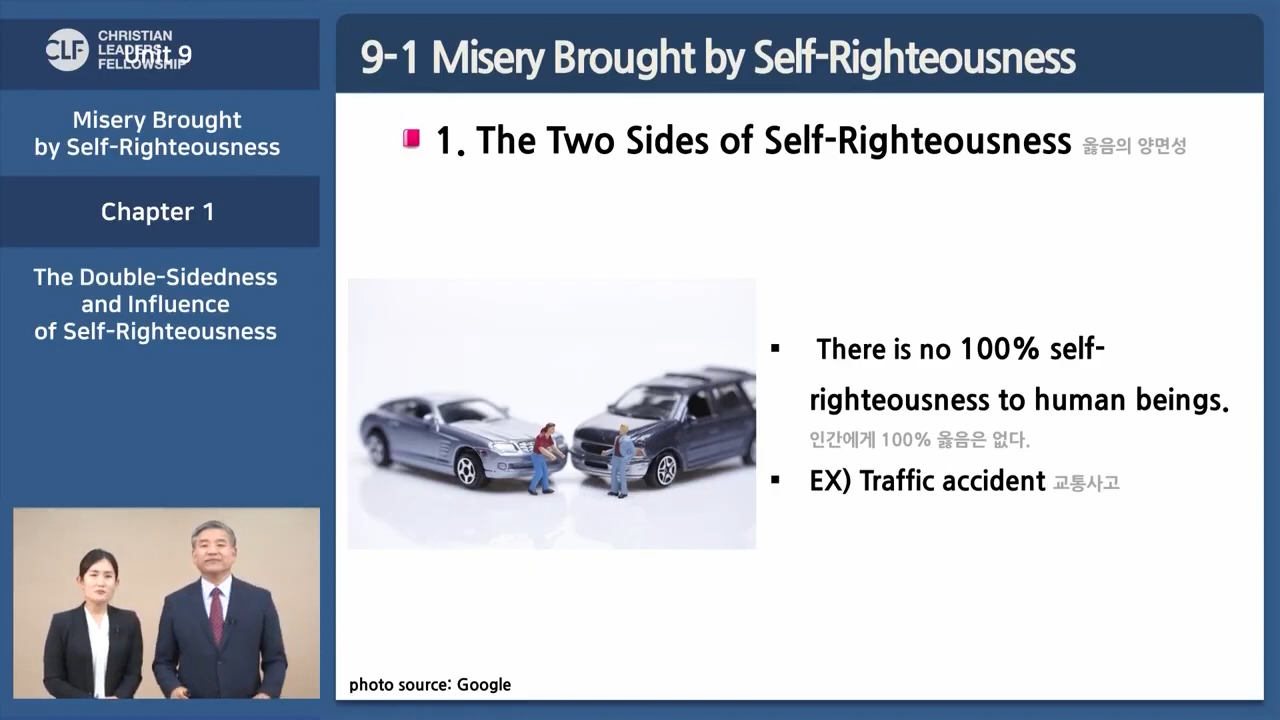 CLF CHRISTIAN
LEADERS
FELLOWSHIP
Unit 9
Misery Brought
by Self-Righteousness
Chapter 1
The Double-Sidedness
and Influence
of Self-Righteousness
9-1 Misery Brought by Self-Righteousness
1. The Two Sides of Self-Righteousness 옳음의 양면성
▪ There is no 100% self-
righteousness to human beings.
인간에게 100% 옳음은 없다.
▪ EX) Traffic accident 교통사고
photo source: Google